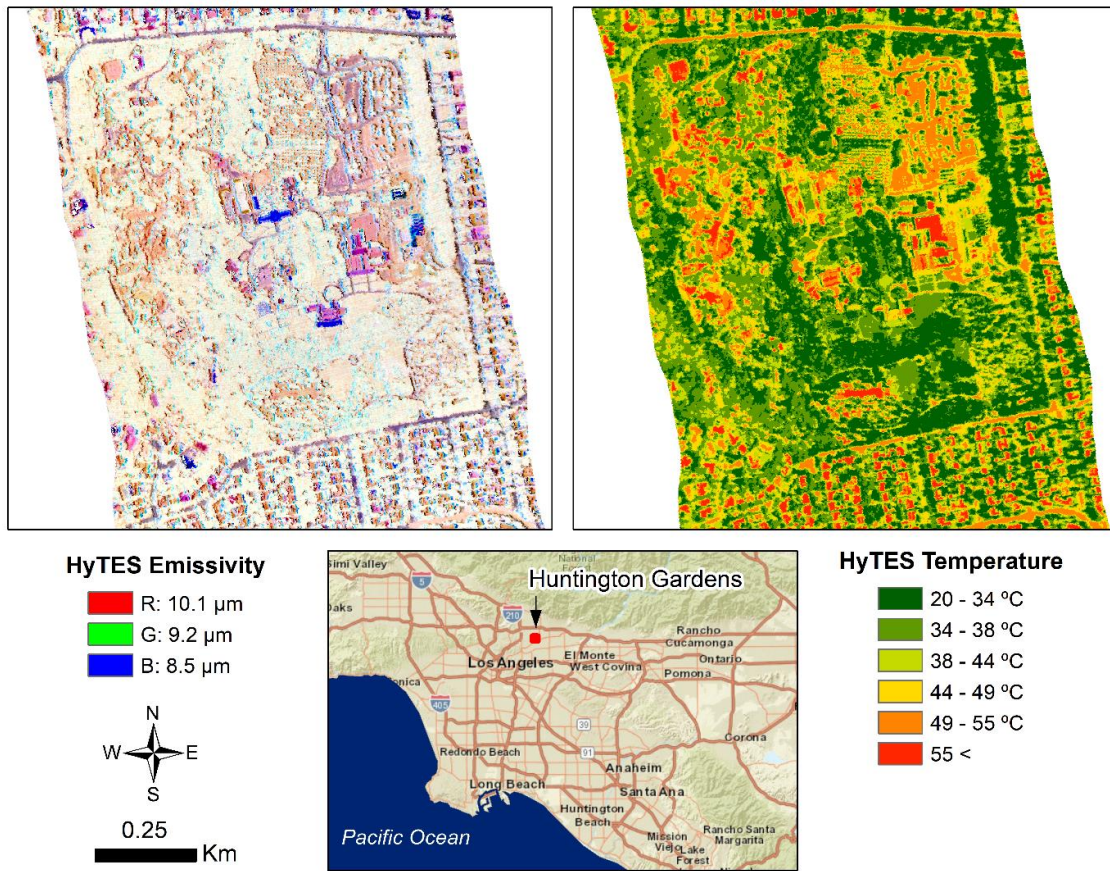 HyTES Emissivity
R: 10.1 µm
G: 9.2 µm
B: 8.5 µm
N
W
E
S
0.25
Km
Huntington Gardens
Simi Valley
National
5
Oaks
210
Rancho
Cucamonga
El Monte
Los Angeles
West Covina
Ontario
Pomona
onica
405
39
Corona
91
Redondo Beach
Anaheim
Long Beach
Santa Ana
Huntington
Beach
Pacific Ocean
Mission
Viejo
Lake
Forest
Rancho Santa
Margarita
HyTES Temperature
20 - 34 ºC
34 - 38 ºC
38 - 44 ºC
44 - 49 ºC
49 - 55 ºC
55 <